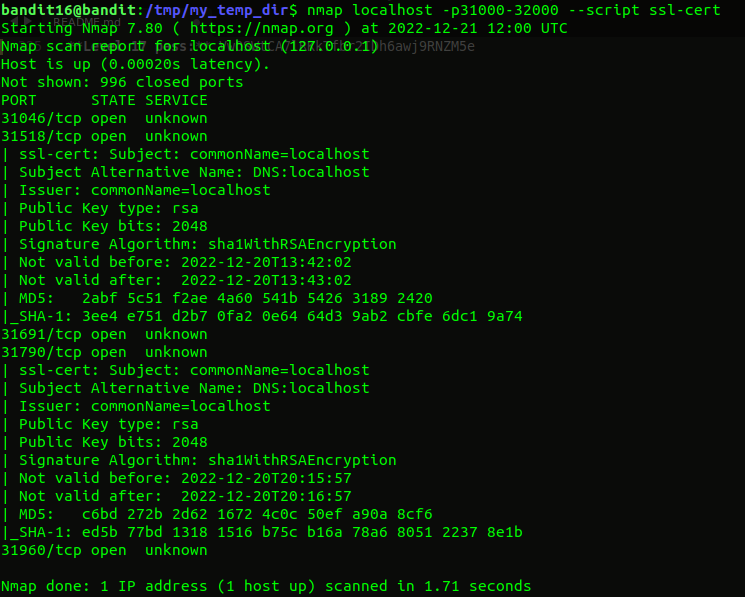 bandit16@bandit:/tmp/my_temp_dir$ nmap localhost -p31000-32000 --script ssl-cert
README.md
Starting Nmap 7.80 ( https://nmap.org ) at 2022-12-21 12:00 UTC
Nmap scan report for localhost (127.0.0.1)
Host is up (0.00020s latency).
Not shown: 996 closed ports
PORT      STATE SERVICE
31046/tcp open  unknown
31518/tcp open  unknown
| ssl-cert: Subject: commonName=localhost
| Subject Alternative Name: DNS:localhost
| Issuer: commonName=localhost
| Public Key type: rsa
| Public Key bits: 2048
| Signature Algorithm: sha1WithRSAEncryption
| Not valid before: 2022-12-20T13:42:02
| Not valid after:  2022-12-20T13:43:02
| MD5:   2abf 5c51 f2ae 4a60 541b 5426 3189 2420
|_SHA-1: 3ee4 e751 d2b7 0fa2 0e64 64d3 9ab2 cbfe 6dc1 9a74
31691/tcp open  unknown
31790/tcp open  unknown
| ssl-cert: Subject: commonName=localhost
| Subject Alternative Name: DNS:localhost
| Issuer: commonName=localhost
| Public Key type: rsa
| Public Key bits: 2048
| Signature Algorithm: sha1WithRSAEncryption
| Not valid before: 2022-12-20T20:15:57
| Not valid after:  2022-12-20T20:16:57
| MD5:   c6bd 272b 2d62 1672 4c0c 50ef a90a 8cf6
|_SHA-1: ed5b 77bd 1318 1516 b75c b16a 78a6 8051 2237 8e1b
31960/tcp open  unknown
Nmap done: 1 IP address (1 host up) scanned in 1.71 seconds